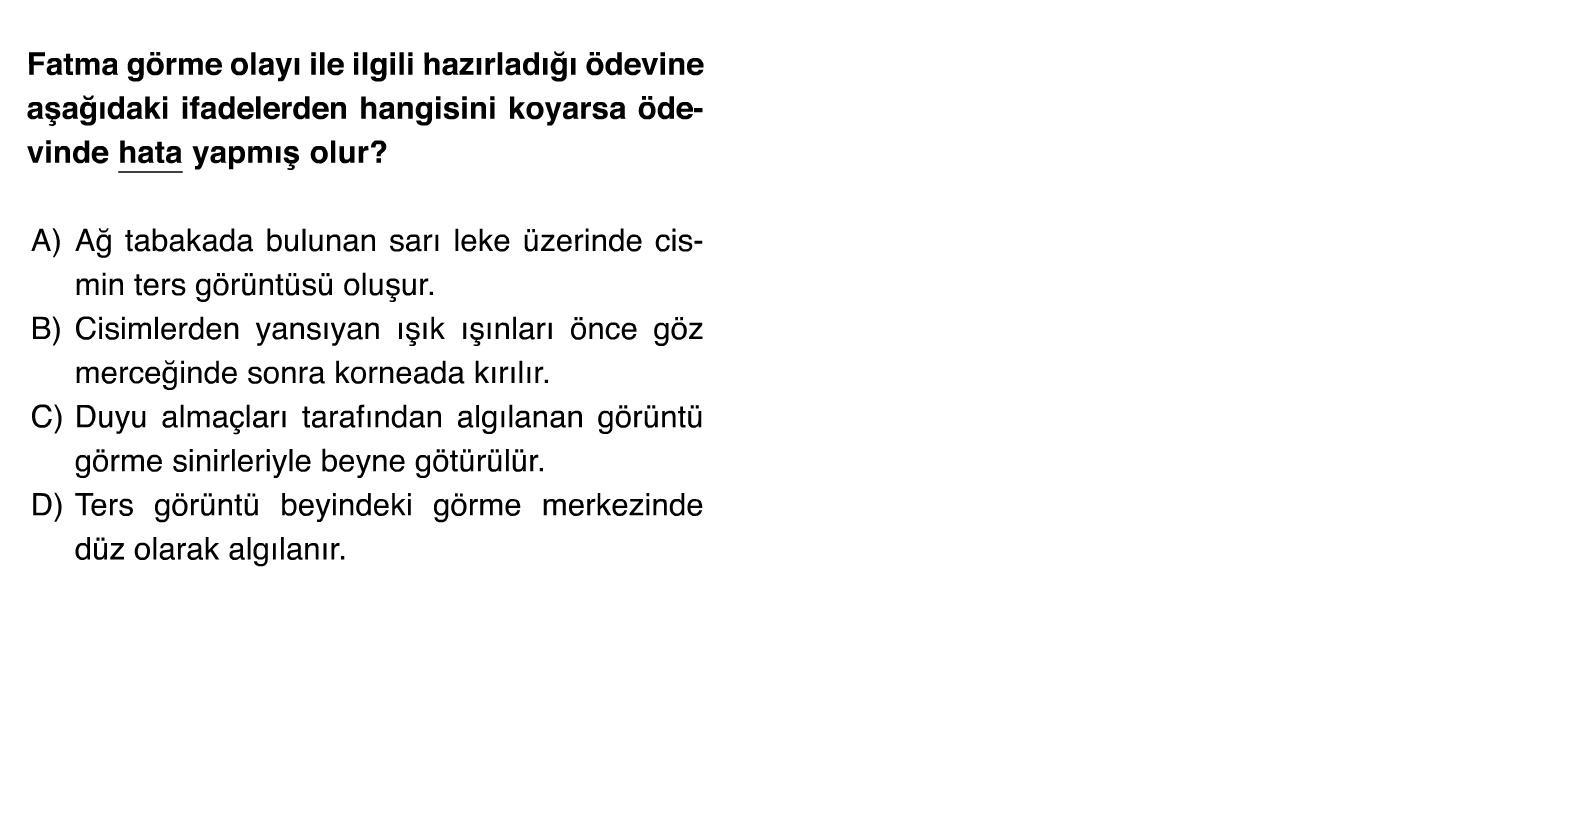 Fatma görme olayı ile ilgili hazırladığı ödevine
aşağıdaki ifadelerden hangisini koyarsa öde-
vinde hata yapmış olur?
A) Ağ tabakada bulunan sarı leke üzerinde cis-
min ters görüntüsü oluşur.
B) Cisimlerden yansıyan ışık ışınları önce göz
merceğinde sonra korneada kırılır.
C) Duyu almaçları tarafından algılanan görüntü
görme sinirleriyle beyne götürülür.
D) Ters görüntü beyindeki görme merkezinde
düz olarak algılanır.